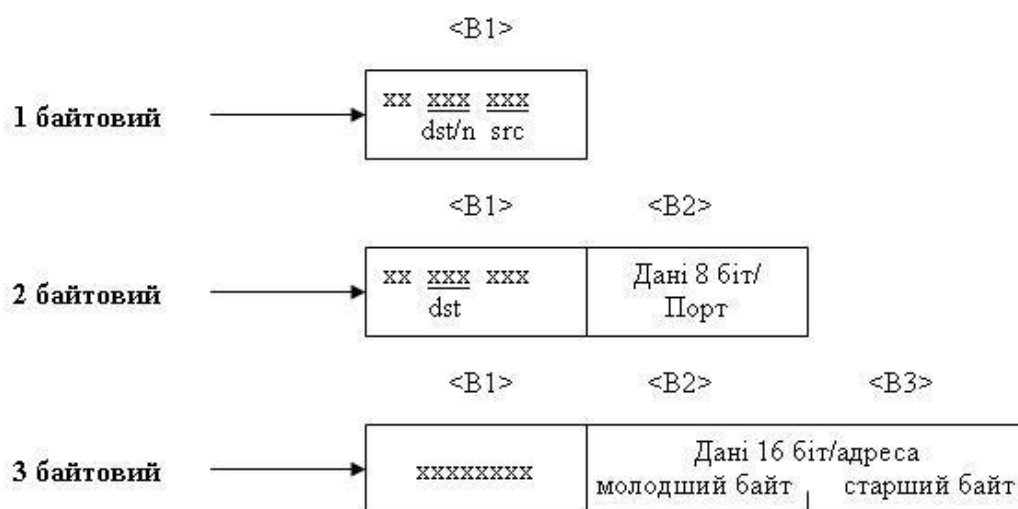 <B1>
1 байтовий
xx xxx xxx
dst/n src
<B1> <B2>
2 байтовий
xx xxx xxx
dst
Дані 8 біт/
Порт
<B1> <B2> <B3>
3 байтовий
xxxxxxxx
Дані 16 біт/адреса
молодший байт старший байт